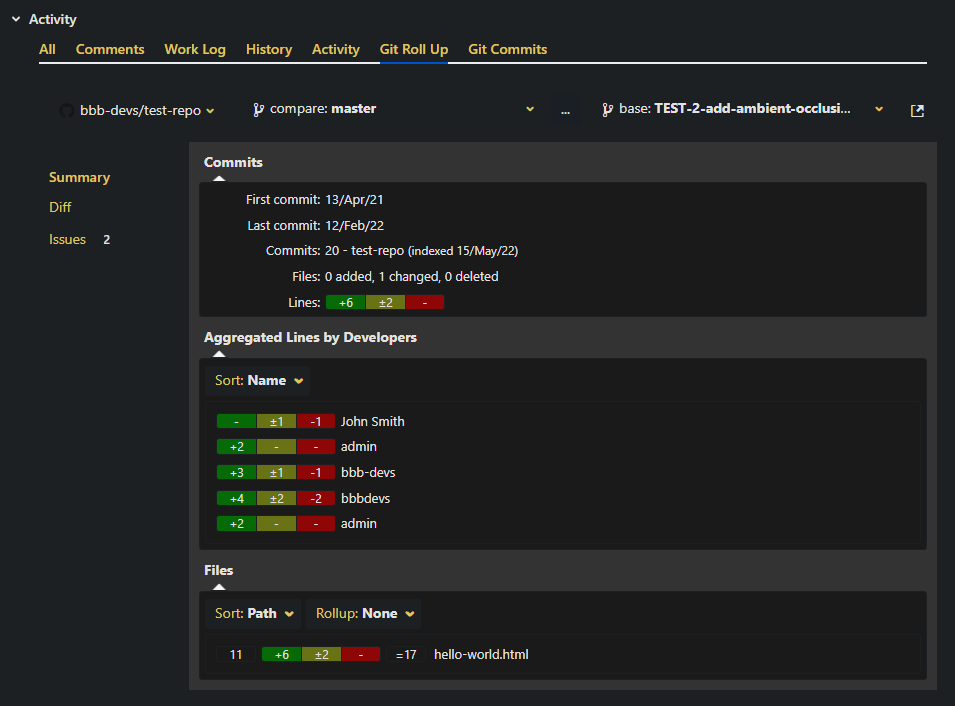 Activity
All Comments Work Log History Activity Git Roll Up Git Commits
bbb-devs/test-repo compare: master ... base: TEST-2-add-ambient-occlusi...
Summary
Diff
Issues 2
Commits
First commit: 13/Apr/21
Last commit: 12/Feb/22
Commits: 20 - test-repo (indexed 15/May/22)
Files: 0 added, 1 changed, 0 deleted
Lines: +6 ±2 -
Aggregated Lines by Developers
Sort: Name
- ±1 -1 John Smith
+2 - - admin
+3 ±1 -1 bbb-devs
+4 ±2 -2 bbbdevs
+2 - - admin
Files
Sort: Path Rollup: None
11 +6 ±2 - =17 hello-world.html